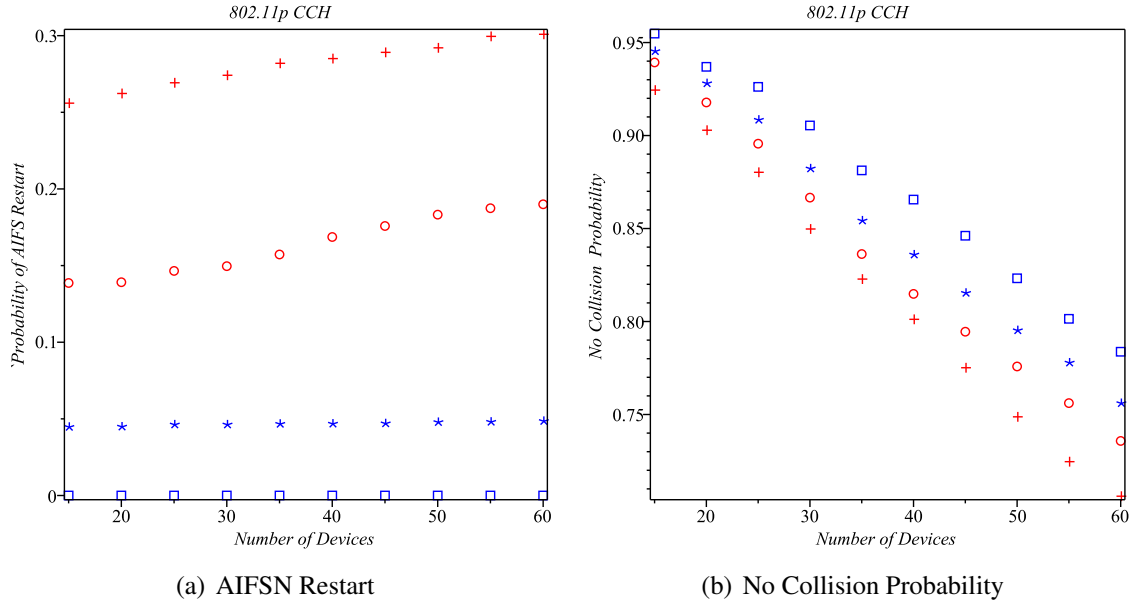 802.11p CCH
0.3
0.2
0.1
0
`Probability of AIFS Restart
20
30
40
50
60
Number of Devices
(a) AIFSN Restart
802.11p CCH
0.95
0.90
0.85
0.80
0.75
No Collision Probability
20
30
40
50
60
Number of Devices
(b) No Collision Probability